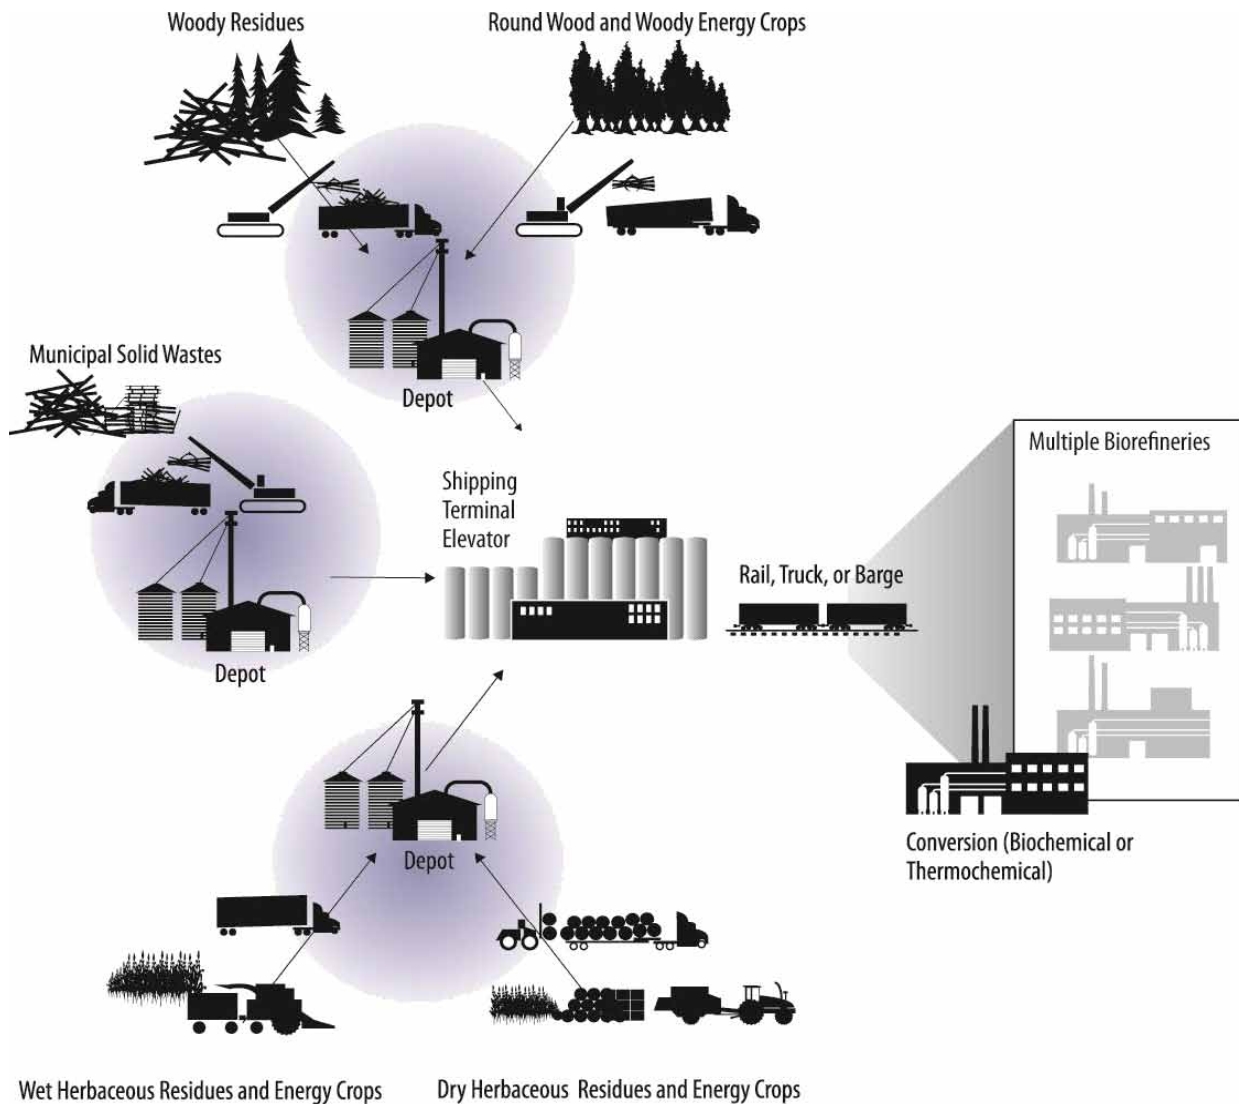 Woody Residues
Round Wood and Woody Energy Crops
Depot
Municipal Solid Wastes
Depot
Shipping
Terminal
Elevator
Rail, Truck, or Barge
Multiple Biorefineries
Conversion (Biochemical or
Thermochemical)
Depot
Wet Herbaceous Residues and Energy Crops
Dry Herbaceous Residues and Energy Crops